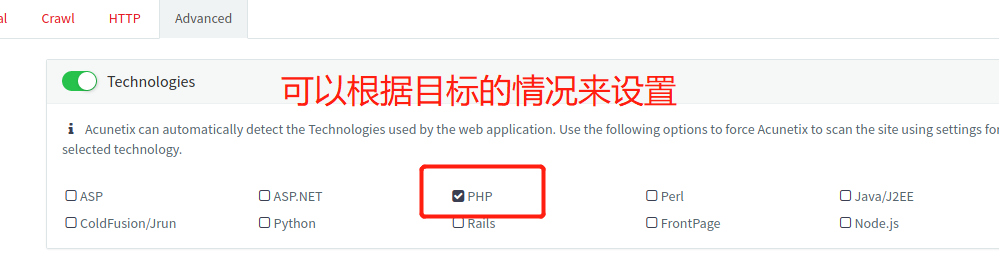 al Crawl HTTP Advanced
Technologies 可以根据目标的情况来设置
i Acunetix can automatically detect the Technologies used by the web application. Use the following options to force Acunetix to scan the site using settings for
selected technology.
ASP ASP.NET PHP Perl Java/J2EE
ColdFusion/Jrun Python Rails FrontPage Node.js